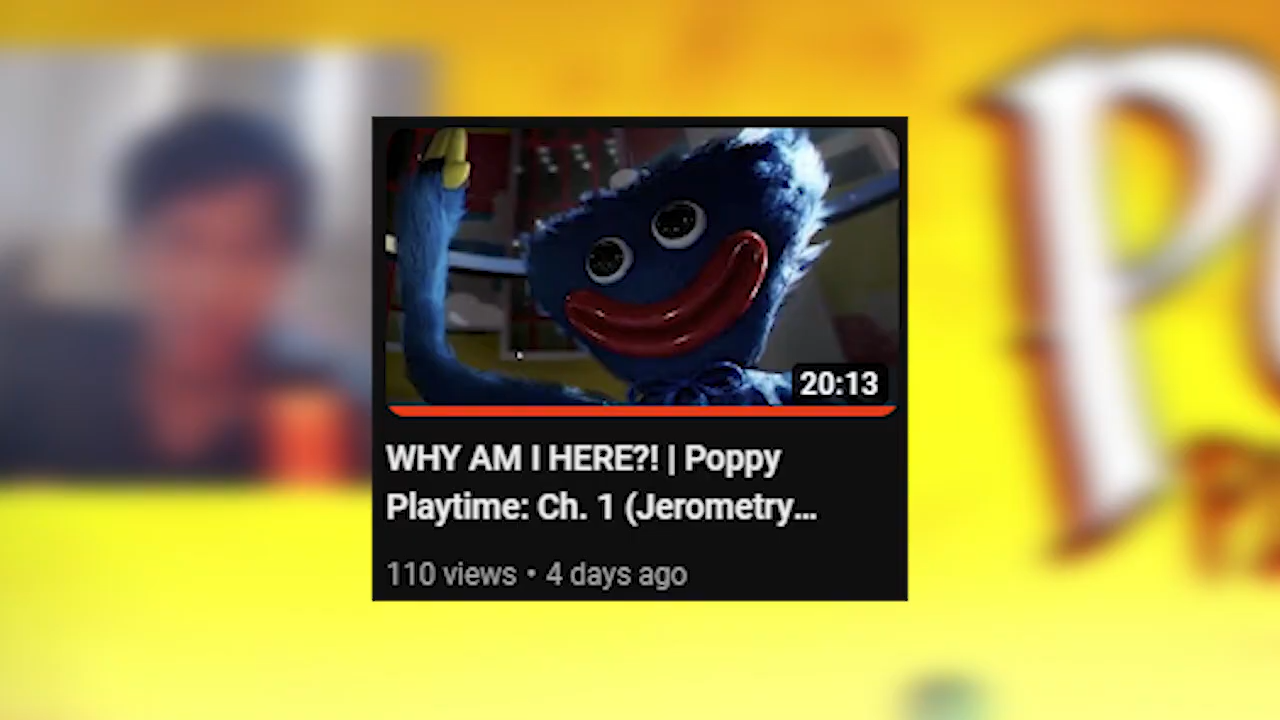 20:13
WHY AM I HERE?! | Poppy
Playtime: Ch. 1 (Jerometry...
110 views • 4 days ago